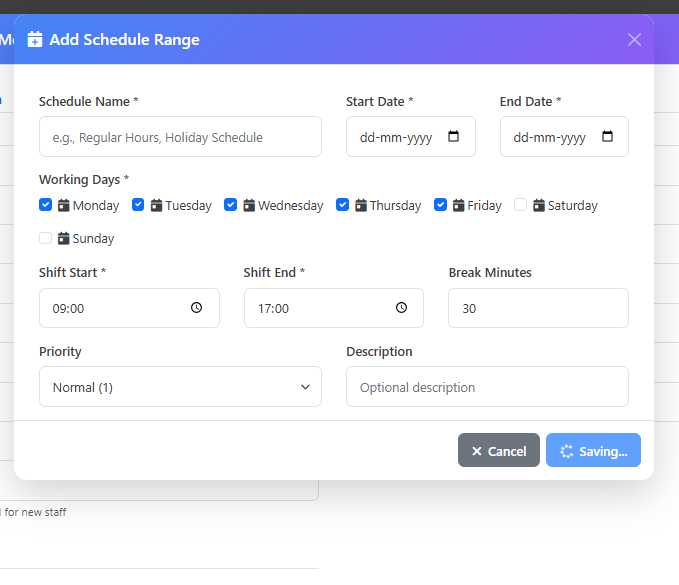 Add Schedule Range
Schedule Name * Start Date * End Date *
e.g., Regular Hours, Holiday Schedule dd-mm-yyyy dd-mm-yyyy
Working Days *
Monday Tuesday Wednesday Thursday Friday Saturday
Sunday
Shift Start * Shift End * Break Minutes
09:00 17:00 30
Priority Description
Normal (1) Optional description
Cancel Saving...
for new staff